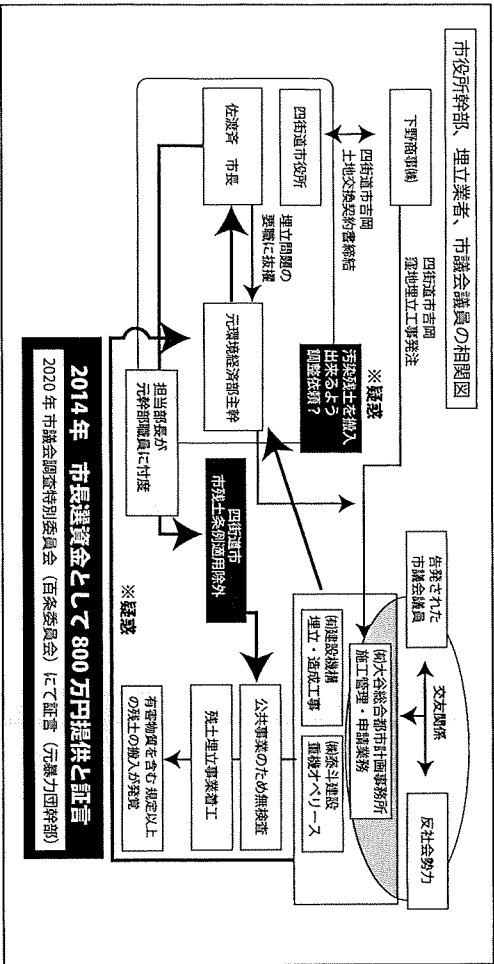 市役所幹部、埋立業者、市議会議員の相関図
下野商事㈱
四街道市吉岡
窪地埋立工事発注
四街道市吉岡
土地交換契約書締結
四街道市役所
佐渡斉 市長
埋立問題の
要職に抜擢
元環境経済部主幹
担当部長が
元幹部職員に忖度
※疑惑
汚染残土を搬入
出来るよう
調整依頼？
四街道市
市残土条例適用除外
告発された
市議会議員
交友関係
反社会勢力
㈱大谷総合都市計画事務所
施工管理・申請業務
㈲建設機構
埋立・造成工事
㈱泰斗建設
重機オペリース
公共事業のため無検査
残土埋立事業着工
有害物質を含む規定以上
の残土の搬入が発覚
※疑惑
2014年 市長選資金として800万円提供と証言
2020年市議会調査特別委員会（百条委員会）にて証言（元暴力団幹部）